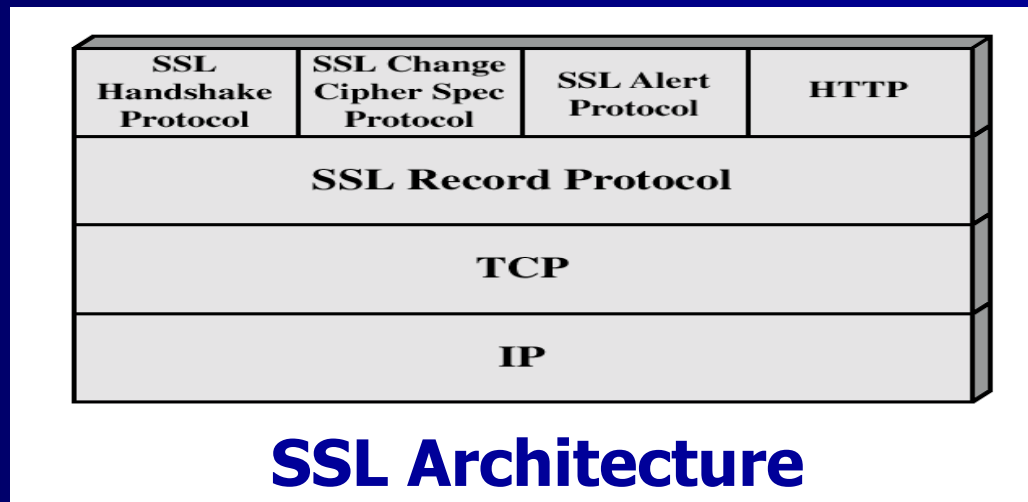 SSL
Handshake
Protocol
SSL Change
Cipher Spec
Protocol
SSL Alert
Protocol
HTTP
SSL Record Protocol
TCP
IP
SSL Architecture